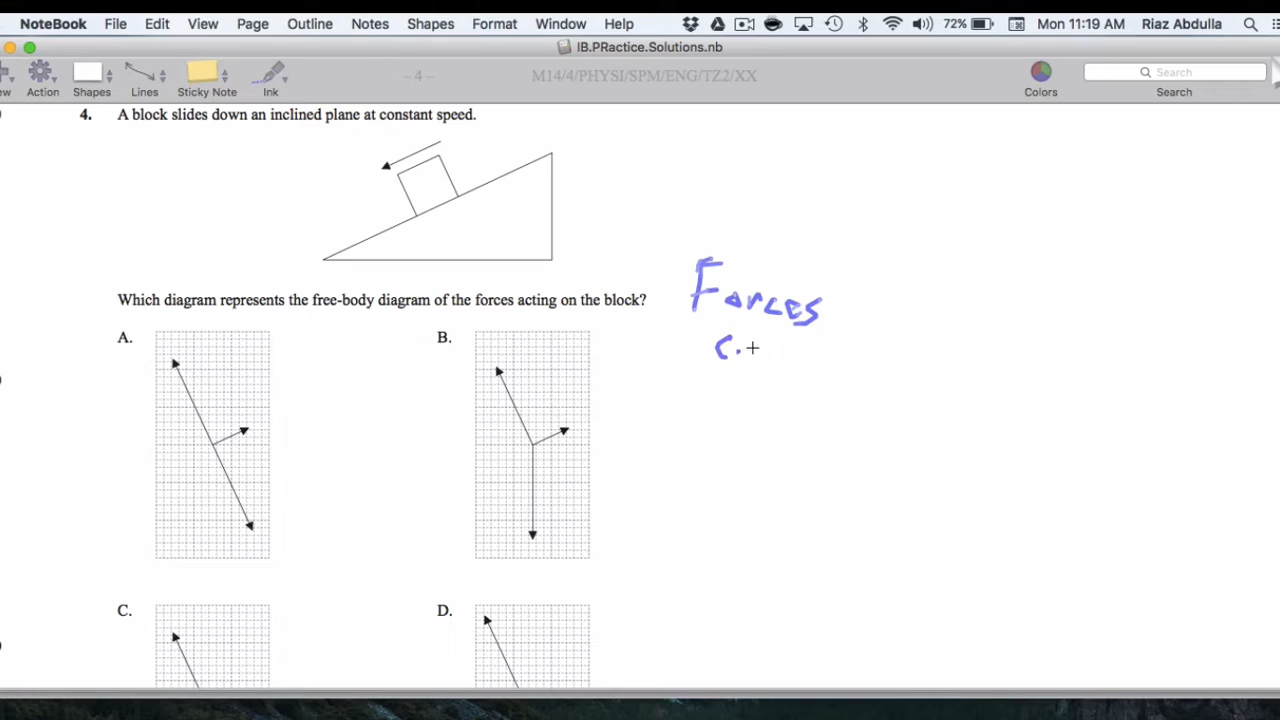 NoteBook File Edit View Page Outline Notes Shapes Format Window Help 72% Mon 11:19 AM Riaz Abdulla
IB.PRactice.Solutions.nb
– 4 – M14/4/PHYSI/SPM/ENG/TZ2/XX Search
Action Shapes Lines Sticky Note Ink Colors Search
4. A block slides down an inclined plane at constant speed.
Which diagram represents the free-body diagram of the forces acting on the block?
Forces
A. B.
C. D.